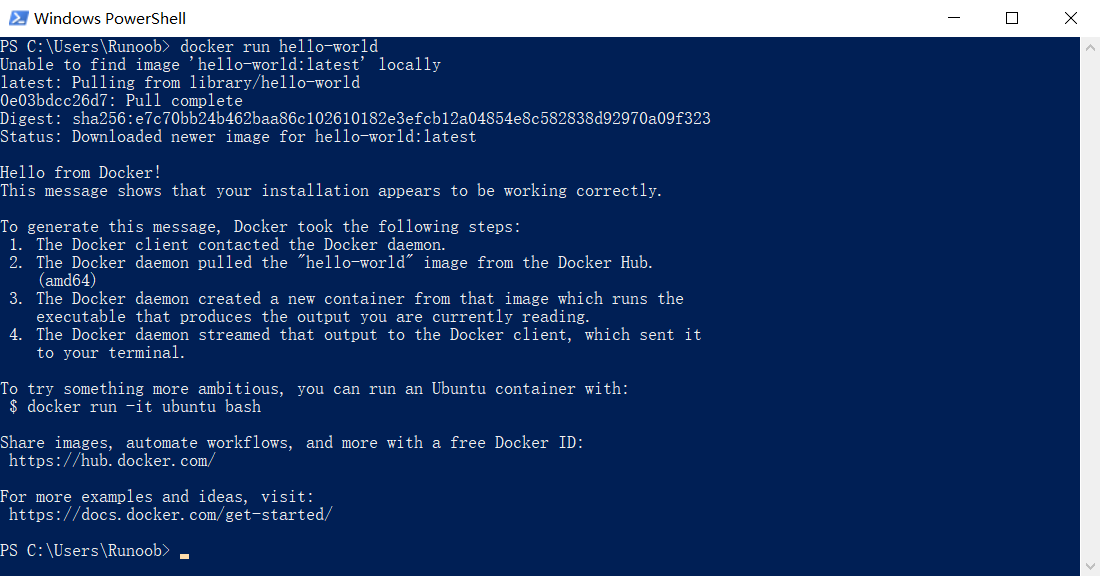 Windows PowerShell
PS C:\Users\Runoob> docker run hello-world
Unable to find image 'hello-world:latest' locally
latest: Pulling from library/hello-world
0e03bdcc26d7: Pull complete
Digest: sha256:e7c70bb24b462baa86c102610182e3efcb12a04854e8c582838d92970a09f323
Status: Downloaded newer image for hello-world:latest

Hello from Docker!
This message shows that your installation appears to be working correctly.

To generate this message, Docker took the following steps:
 1. The Docker client contacted the Docker daemon.
 2. The Docker daemon pulled the "hello-world" image from the Docker Hub.
    (amd64)
 3. The Docker daemon created a new container from that image which runs the
    executable that produces the output you are currently reading.
 4. The Docker daemon streamed that output to the Docker client, which sent it
    to your terminal.

To try something more ambitious, you can run an Ubuntu container with:
 $ docker run -it ubuntu bash

Share images, automate workflows, and more with a free Docker ID:
 https://hub.docker.com/

For more examples and ideas, visit:
 https://docs.docker.com/get-started/

PS C:\Users\Runoob>